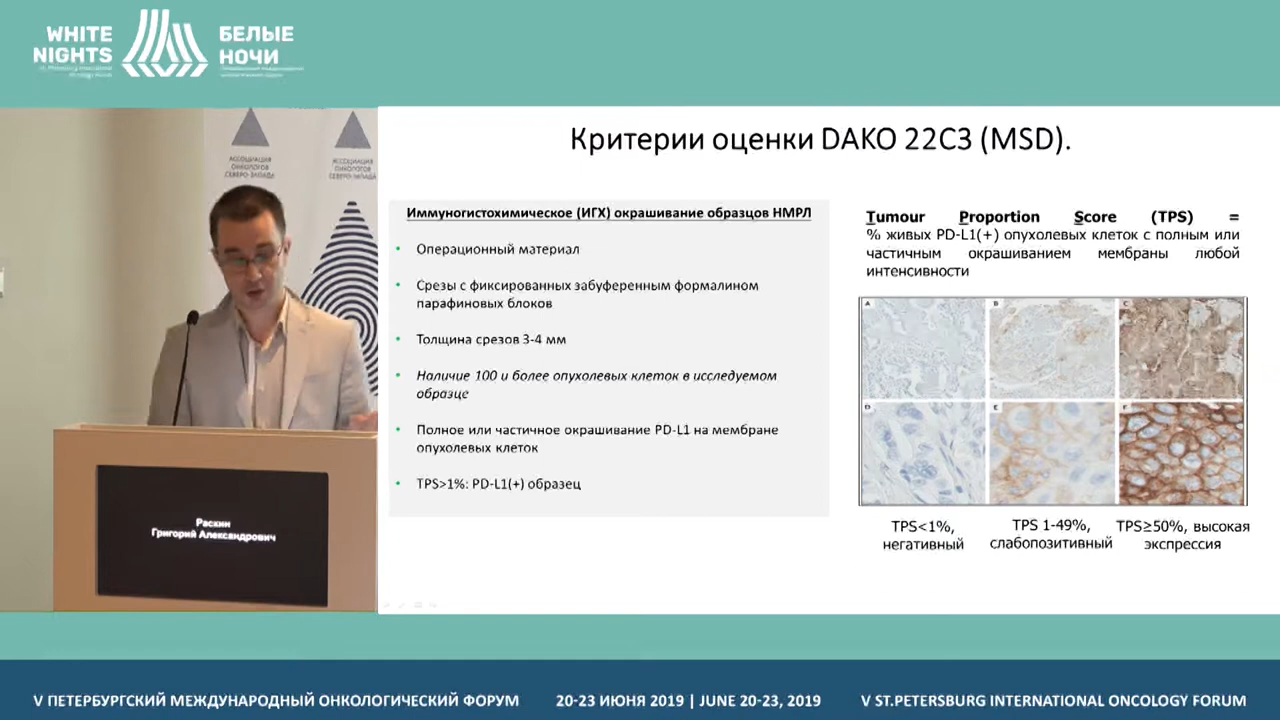 WHITE
NIGHTS
БЕЛЫЕ
НОЧИ
АССОЦИАЦИЯ
ОНКОЛОГОВ
СЕВЕРО-ЗАПАДА
АССОЦИАЦИЯ
ОНКОЛОГОВ
СЕВЕРО-ЗАПАДА
Раскин
Григорий Александрович
Критерии оценки DAKO 22C3 (MSD).
Иммуногистохимическое (ИГХ) окрашивание образцов НМРЛ
• Операционный материал
• Срезы с фиксированных забуференным формалином
парафиновых блоков
• Толщина срезов 3-4 мм
• Наличие 100 и более опухолевых клеток в исследуемом
образце
• Полное или частичное окрашивание PD-L1 на мембране
опухолевых клеток
• TPS>1%: PD-L1(+) образец
Tumour Proportion Score (TPS) =
% живых PD-L1(+) опухолевых клеток с полным или
частичным окрашиванием мембраны любой
интенсивности
A B C
D E F
TPS<1%,
негативный
TPS 1-49%,
слабопозитивный
TPS≥50%, высокая
экспрессия
V ПЕТЕРБУРГСКИЙ МЕЖДУНАРОДНЫЙ ОНКОЛОГИЧЕСКИЙ ФОРУМ
20-23 ИЮНЯ 2019 | JUNE 20-23, 2019
V ST.PETERSBURG INTERNATIONAL ONCOLOGY FORUM